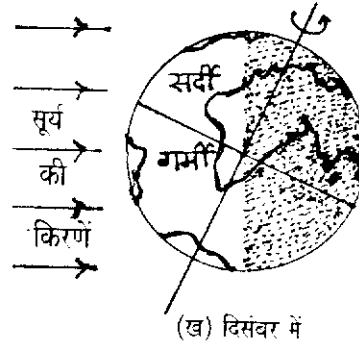 सर्दी
सूर्य
गर्मी
की
किरणें
(ख) दिसंबर में